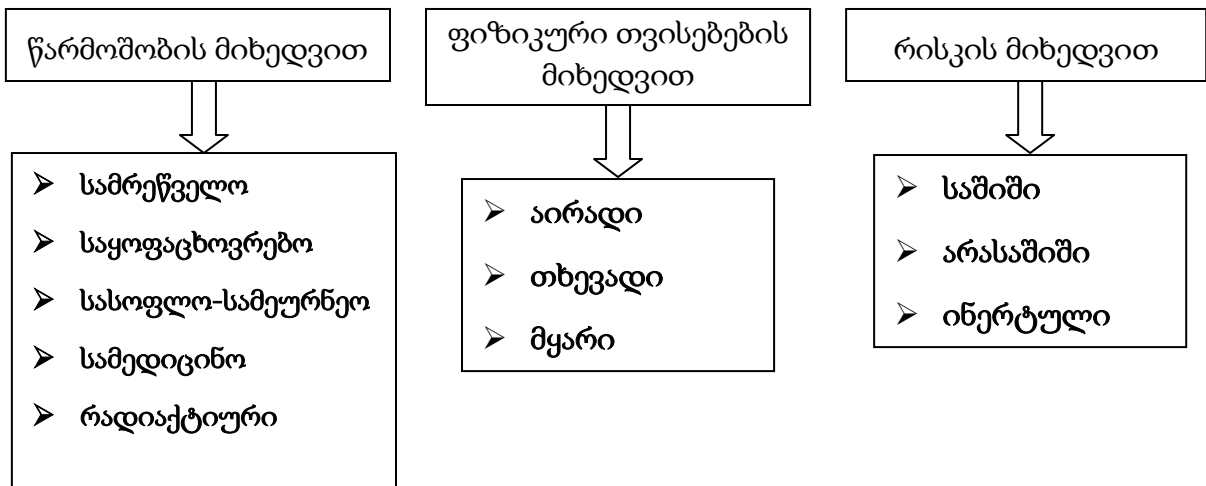 წარმოშობის მიხედვით
სამრეწველო
საყოფაცხოვრებო
სასოფლო-სამეურნეო
სამედიცინო
რადიაქტიური
ფიზიკური თვისებების
მიხედვით
აირადი
თხევადი
მყარი
რისკის მიხედვით
საშიში
არასაშიში
ინერტული